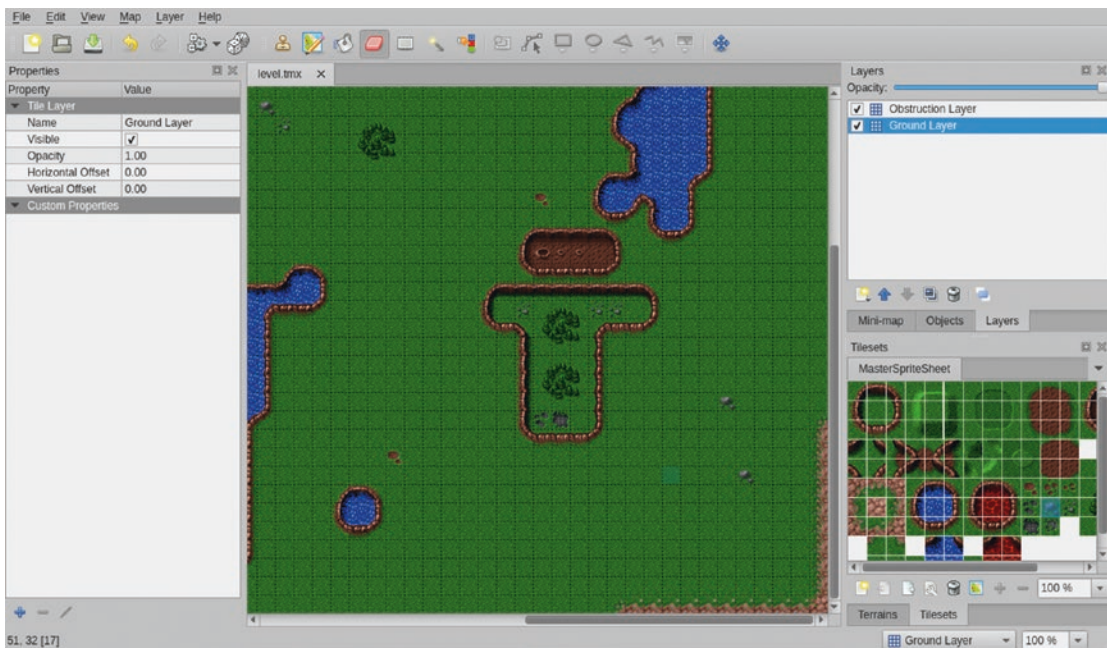 File Edit View Map Layer Help
Properties
Property Value
Tile Layer
Name Ground Layer
Visible
Opacity 1.00
Horizontal Offset 0.00
Vertical Offset 0.00
Custom Properties
level.tmx
Layers
Opacity:
Obstruction Layer
Ground Layer
Mini-map Objects Layers
Tilesets
MasterSpriteSheet
100 %
Terrains Tilesets
51, 32 [17]
Ground Layer 100 %